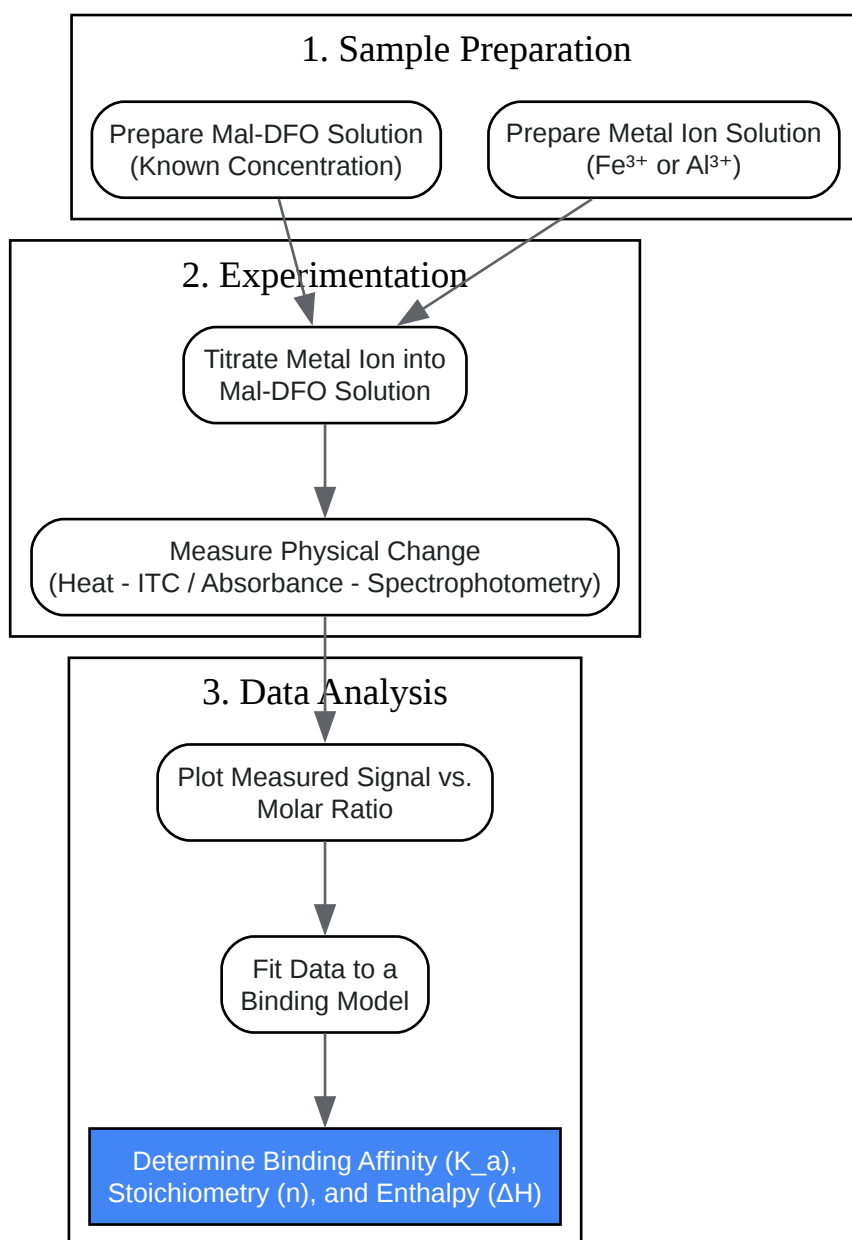 1. Sample Preparation
Prepare Mal-DFO Solution
(Known Concentration)
Prepare Metal Ion Solution
(Fe³⁺ or Al³⁺)
2. Experimentation
Titrate Metal Ion into
Mal-DFO Solution
Measure Physical Change
(Heat - ITC / Absorbance - Spectrophotometry)
3. Data Analysis
Plot Measured Signal vs.
Molar Ratio
Fit Data to a
Binding Model
Determine Binding Affinity (K_a),
Stoichiometry (n), and Enthalpy (ΔH)